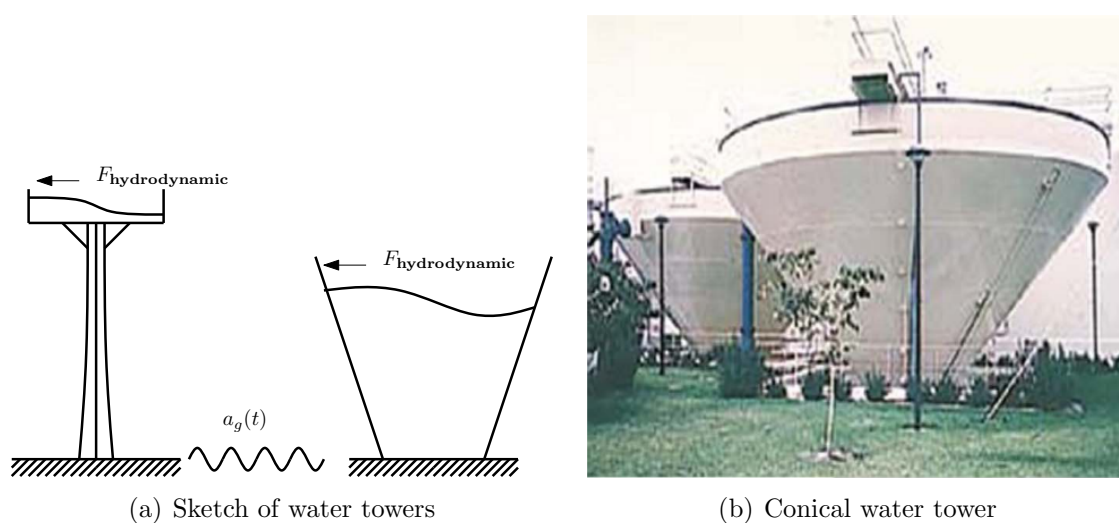 F_hydrodynamic
F_hydrodynamic
a_g(t)
(a) Sketch of water towers
(b) Conical water tower